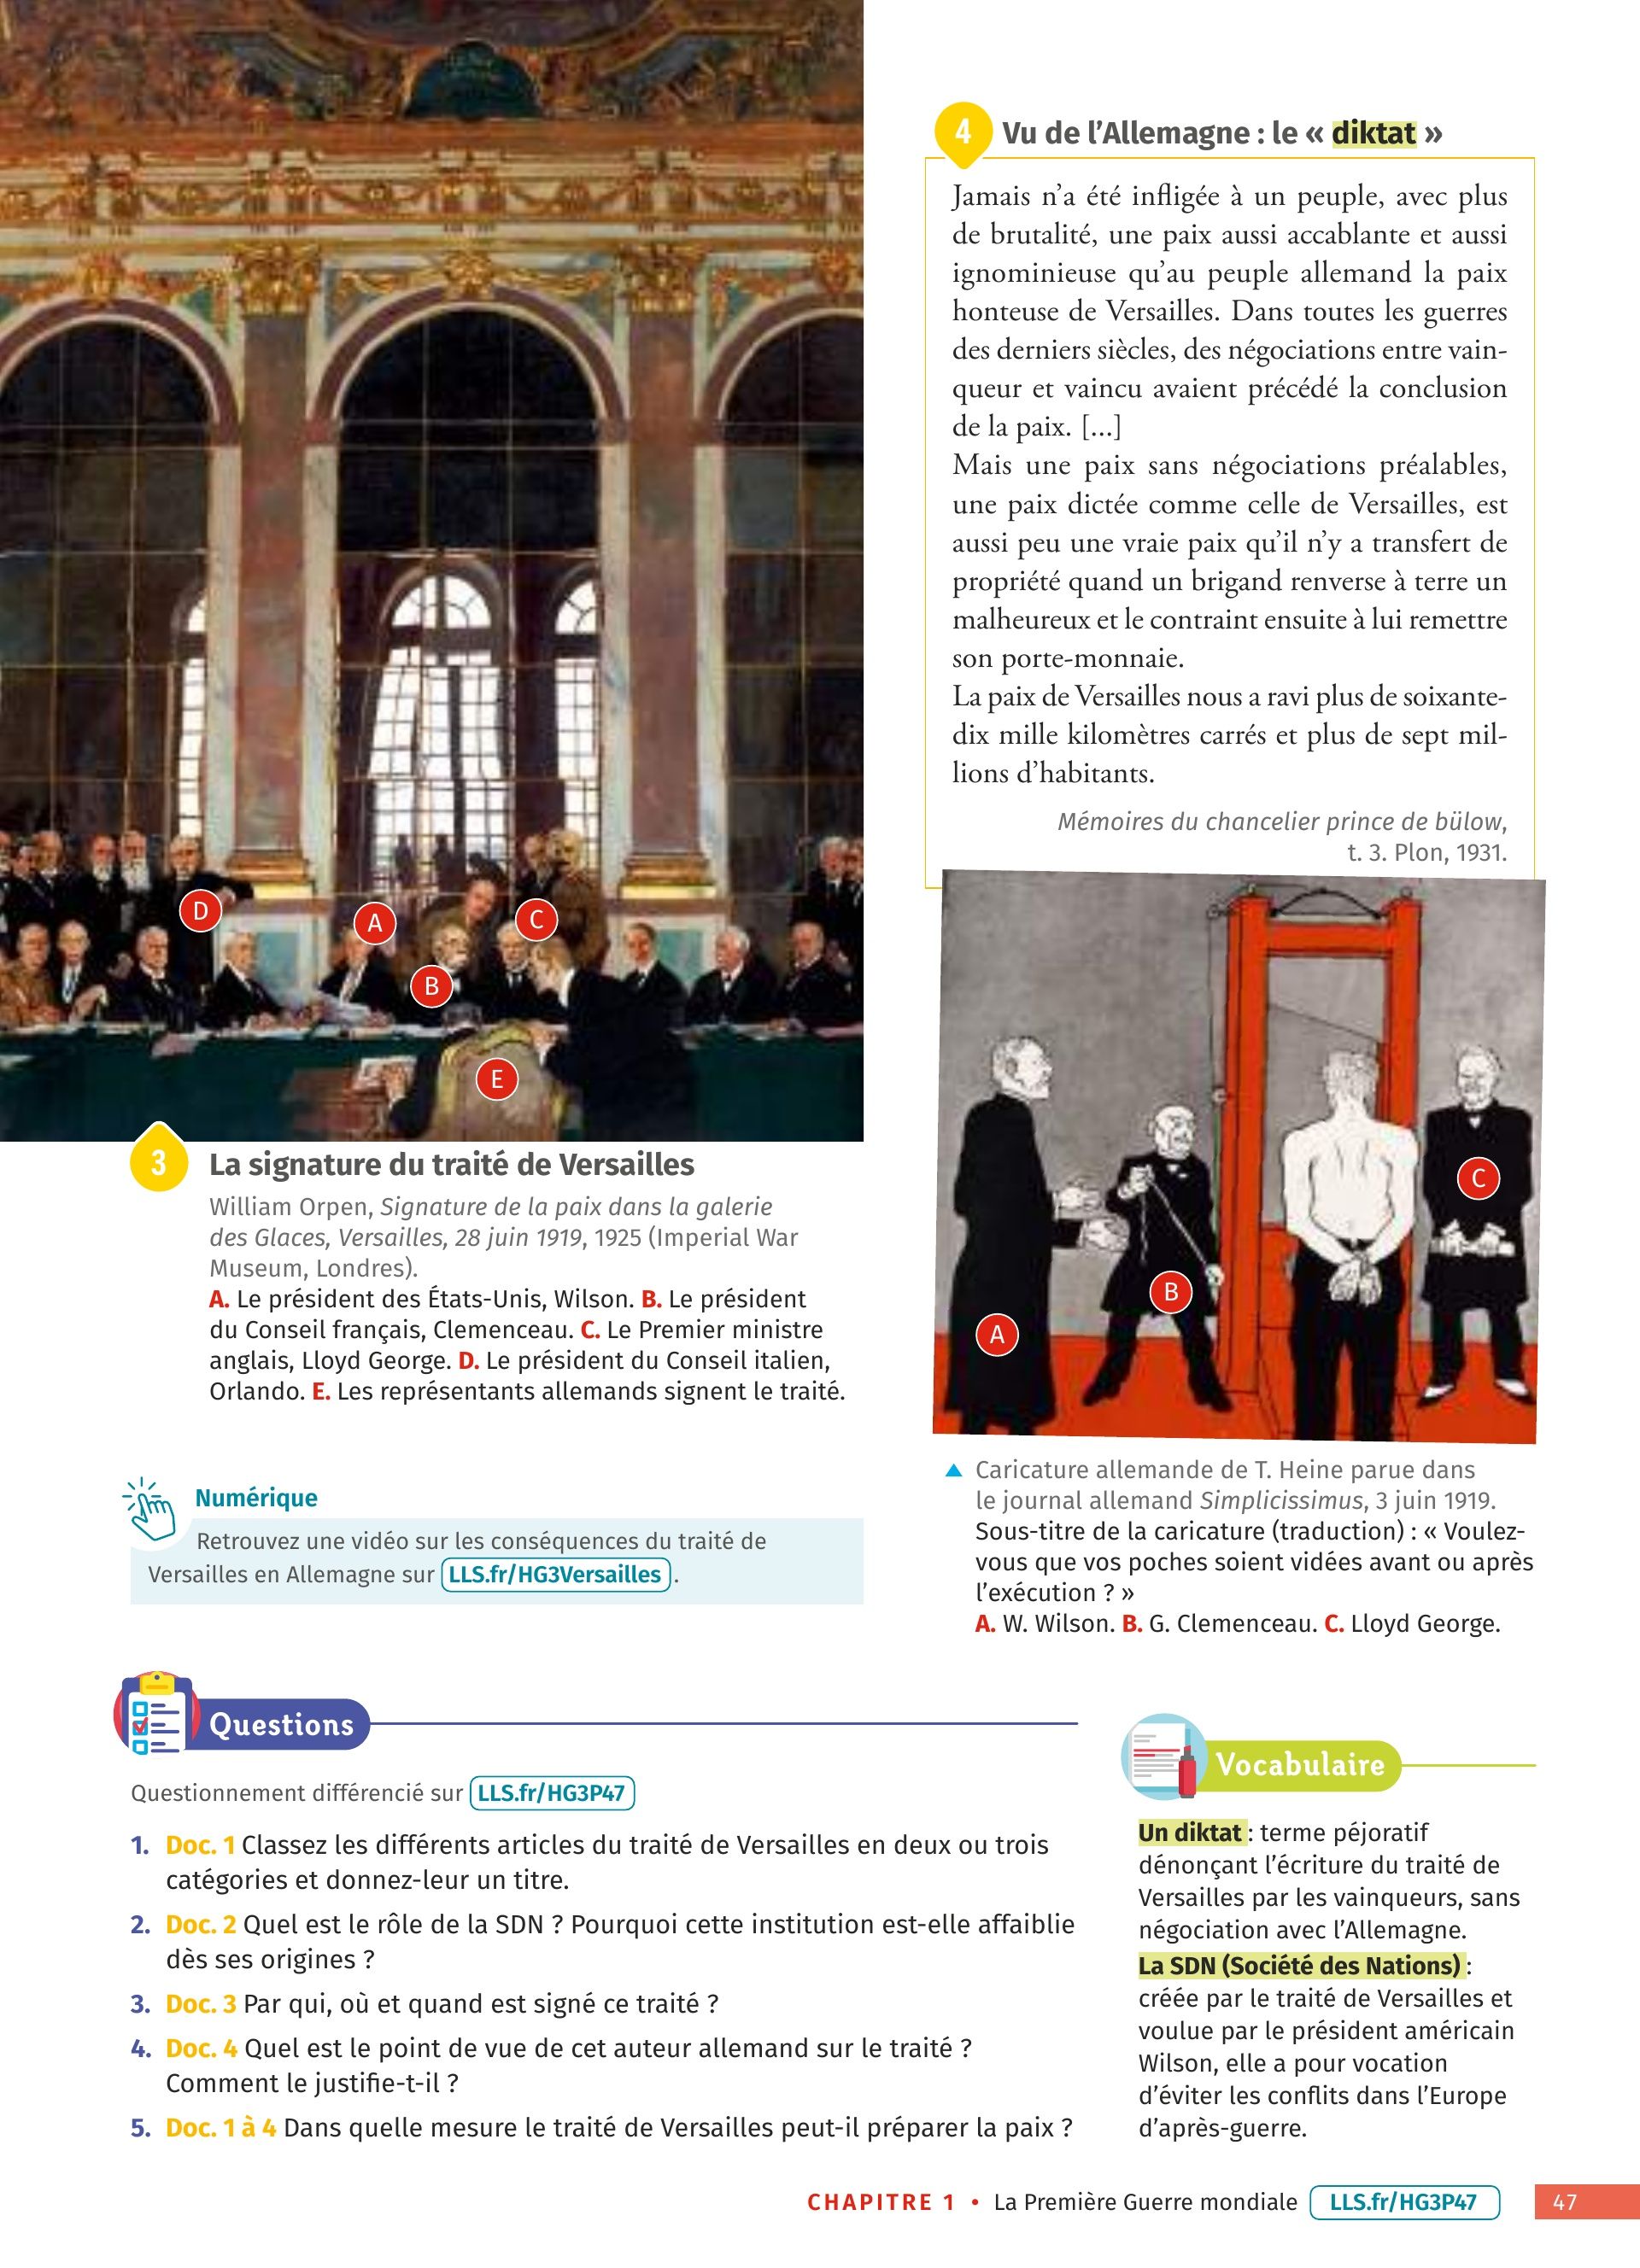 4 Vu de l’Allemagne : le « diktat »
Jamais n’a été infligée à un peuple, avec plus
de brutalité, une paix aussi accablante et aussi
ignominieuse qu’au peuple allemand la paix
honteuse de Versailles. Dans toutes les guerres
des derniers siècles, des négociations entre vain-
queur et vaincu avaient précédé la conclusion
de la paix. [...]
Mais une paix sans négociations préalables,
une paix dictée comme celle de Versailles, est
aussi peu une vraie paix qu’il n’y a transfert de
propriété quand un brigand renverse à terre un
malheureux et le contraint ensuite à lui remettre
son porte-monnaie.
La paix de Versailles nous a ravi plus de soixante-
dix mille kilomètres carrés et plus de sept mil-
lions d’habitants.
Mémoires du chancelier prince de bülow,
t. 3. Plon, 1931.
D
A
C
B
E
3 La signature du traité de Versailles
William Orpen, Signature de la paix dans la galerie
des Glaces, Versailles, 28 juin 1919, 1925 (Imperial War
Museum, Londres).
A. Le président des États-Unis, Wilson. B. Le président
du Conseil français, Clemenceau. C. Le Premier ministre
anglais, Lloyd George. D. Le président du Conseil italien,
Orlando. E. Les représentants allemands signent le traité.
C
B
A
Caricature allemande de T. Heine parue dans
le journal allemand Simplicissimus, 3 juin 1919.
Sous-titre de la caricature (traduction) : « Voulez-
vous que vos poches soient vidées avant ou après
l’exécution ? »
A. W. Wilson. B. G. Clemenceau. C. Lloyd George.
Numérique
Retrouvez une vidéo sur les conséquences du traité de
Versailles en Allemagne sur LLS.fr/HG3Versailles .
Questions
Questionnement différencié sur LLS.fr/HG3P47
1. Doc. 1 Classez les différents articles du traité de Versailles en deux ou trois
catégories et donnez-leur un titre.
2. Doc. 2 Quel est le rôle de la SDN ? Pourquoi cette institution est-elle affaiblie
dès ses origines ?
3. Doc. 3 Par qui, où et quand est signé ce traité ?
4. Doc. 4 Quel est le point de vue de cet auteur allemand sur le traité ?
Comment le justifie-t-il ?
5. Doc. 1 à 4 Dans quelle mesure le traité de Versailles peut-il préparer la paix ?
Vocabulaire
Un diktat : terme péjoratif
dénonçant l’écriture du traité de
Versailles par les vainqueurs, sans
négociation avec l’Allemagne.
La SDN (Société des Nations) :
créée par le traité de Versailles et
voulue par le président américain
Wilson, elle a pour vocation
d’éviter les conflits dans l’Europe
d’après-guerre.
CHAPITRE 1 • La Première Guerre mondiale LLS.fr/HG3P47 47